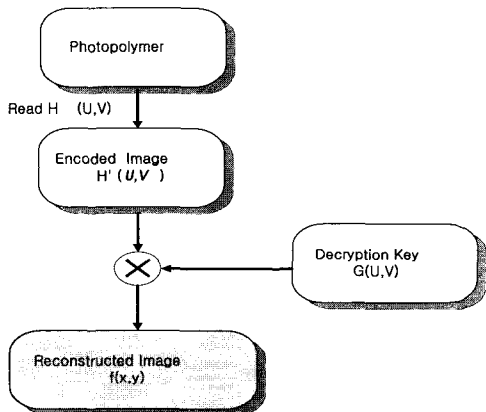 Photopolymer
Read H (U,V)
Encoded Image
H' (U,V )
Decryption Key
G(U,V)
Reconstructed Image
f(x,y)